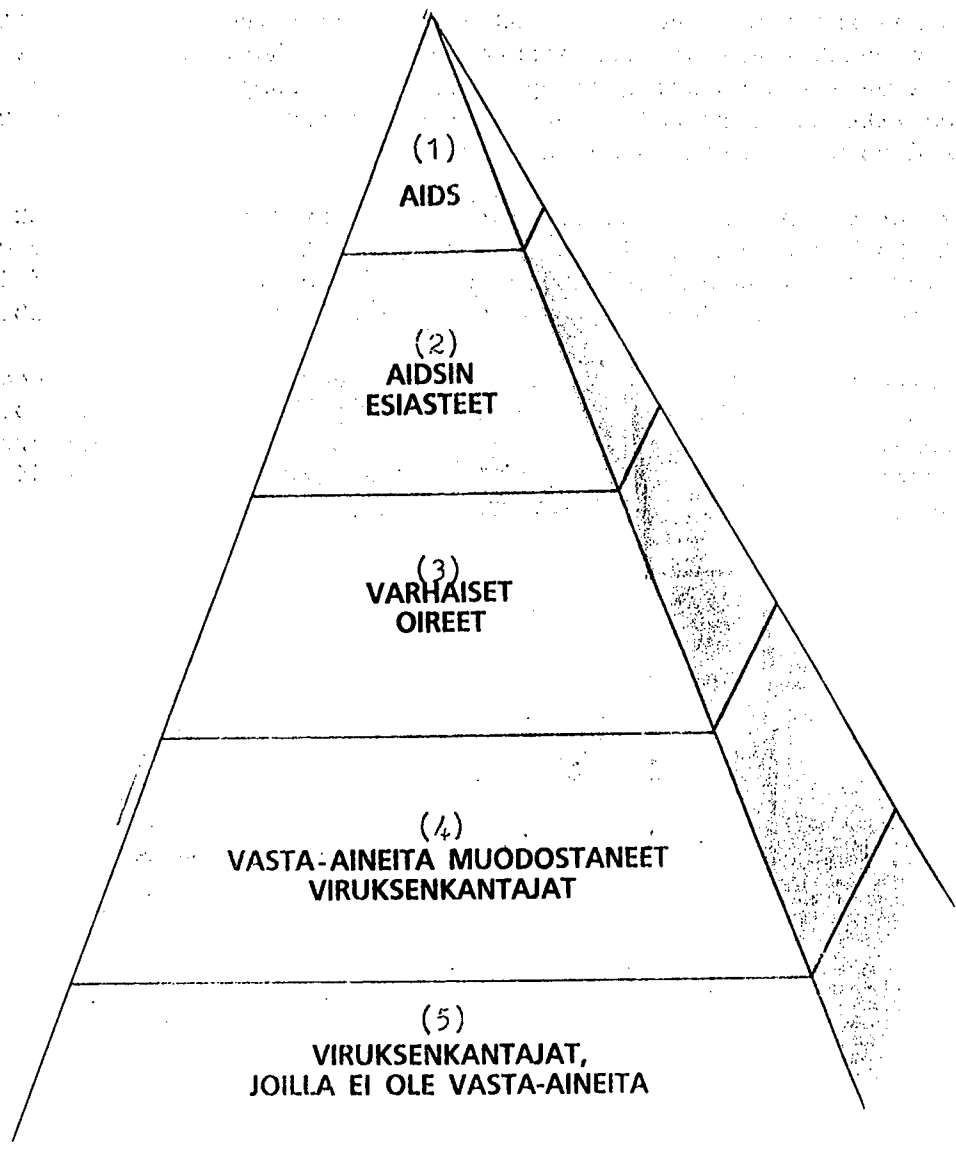 (1)
AIDS
(2)
AIDSIN
ESIASTEET
(3)
VARHAISET
OIREET
(4)
VASTA-AINEITA MUODOSTANEET
VIRUKSENKANTAJAT
(5)
VIRUKSENKANTAJAT,
JOILLA EI OLE VASTA-AINEITA